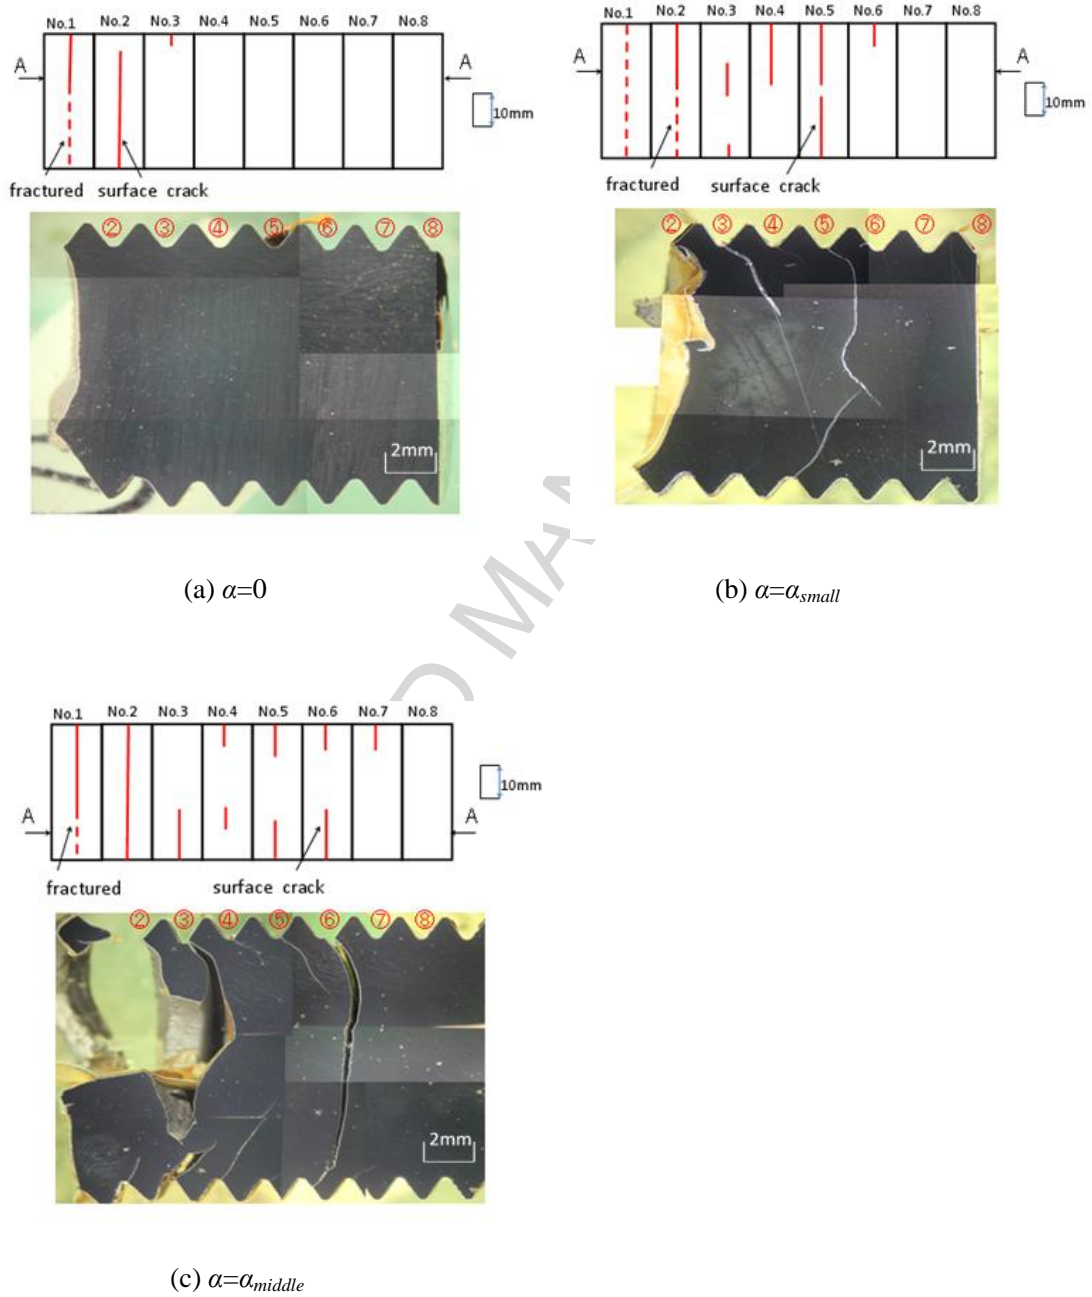 No.1 No.2 No.3 No.4 No.5 No.6 No.7 No.8
A A
10mm
fractured surface crack
② ③ ④ ⑤ ⑥ ⑦ ⑧
2mm
(a) α=0
No.1 No.2 No.3 No.4 No.5 No.6 No.7 No.8
A A
10mm
fractured surface crack
② ③ ④ ⑤ ⑥ ⑦ ⑧
2mm
(b) α=αsmall
D MA
No.1 No.2 No.3 No.4 No.5 No.6 No.7 No.8
10mm
A A
fractured surface crack
② ③ ④ ⑤ ⑥ ⑦ ⑧
2mm
(c) α=αmiddle